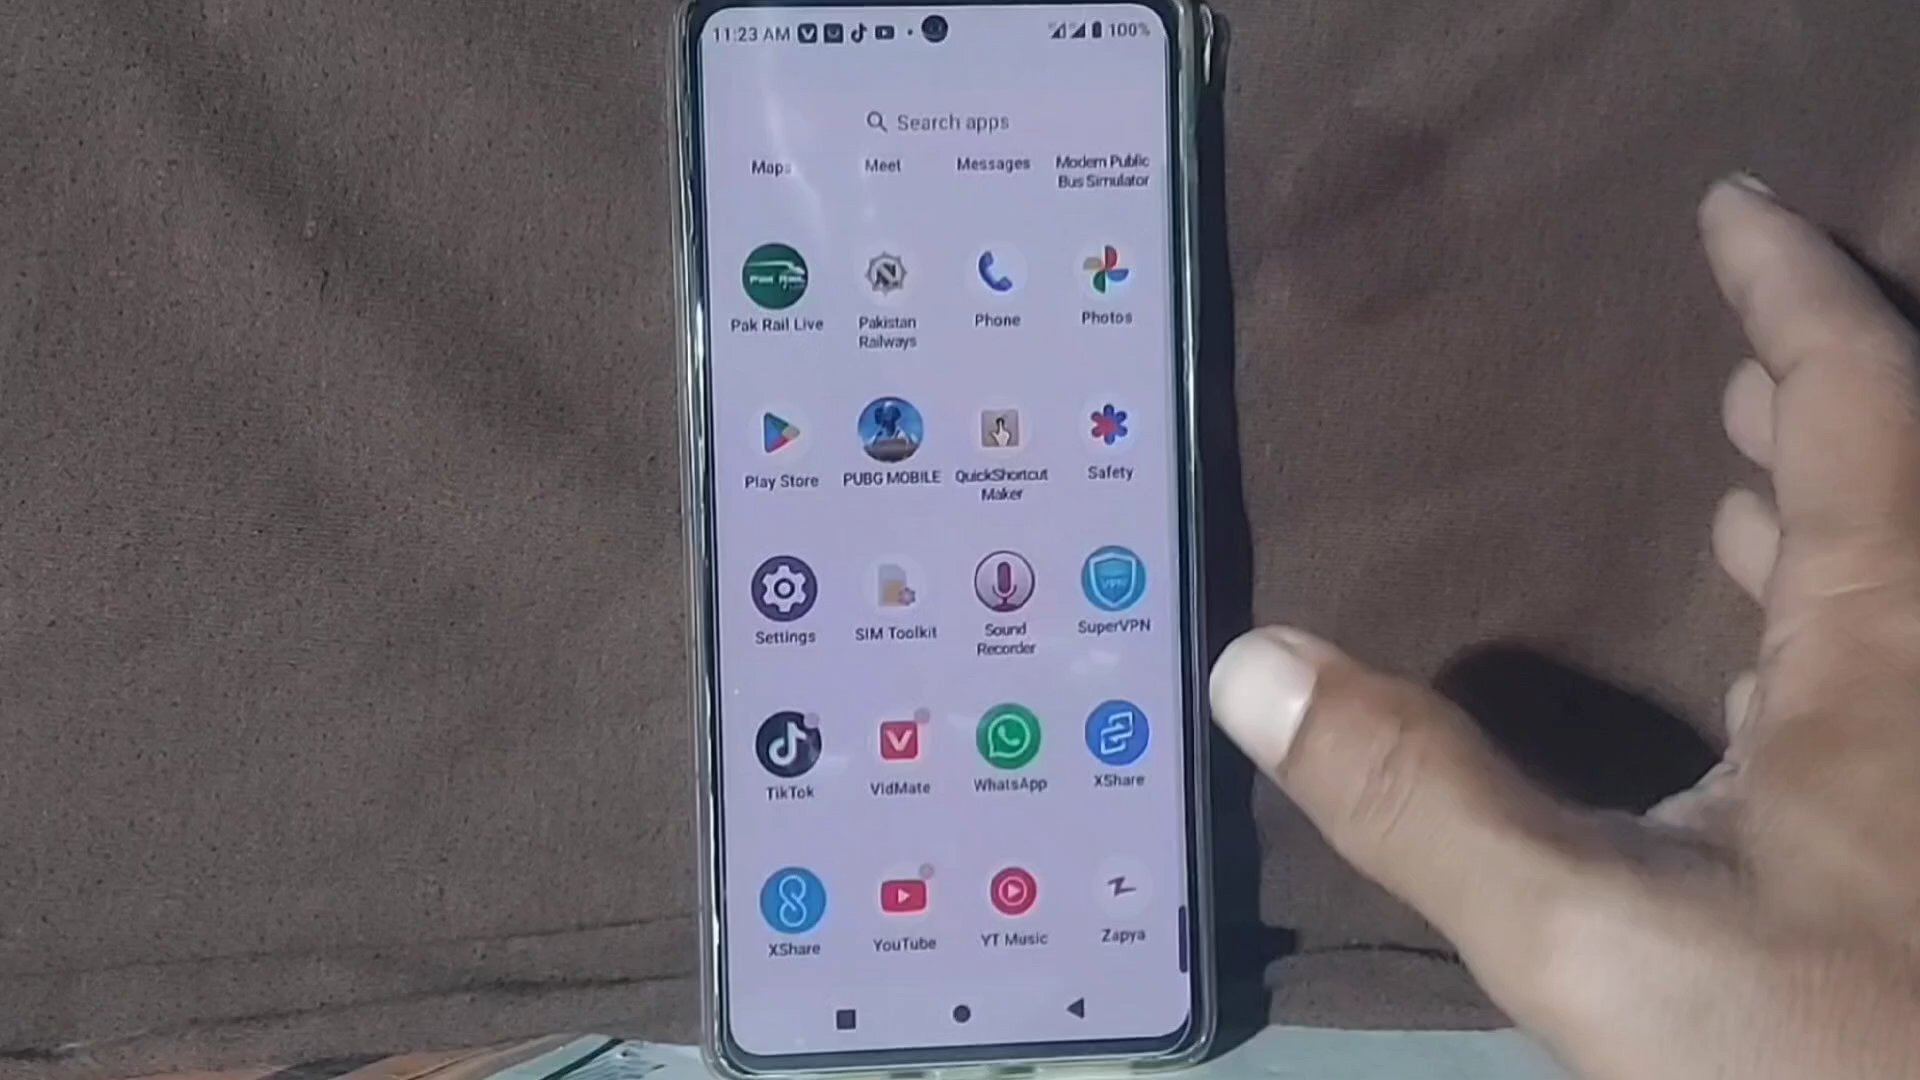 11:23 AM
100%
Search apps
Maps
Meet
Messages
Modern Public
Bus Simulator
Pak Rail Live
Pakistan
Railways
Phone
Photos
Play Store
PUBG MOBILE
QuickShortcut
Maker
Safety
Settings
SIM Toolkit
Sound
Recorder
VPN
SuperVPN
TikTok
VidMate
WhatsApp
XShare
XShare
YouTube
YT Music
Zapya